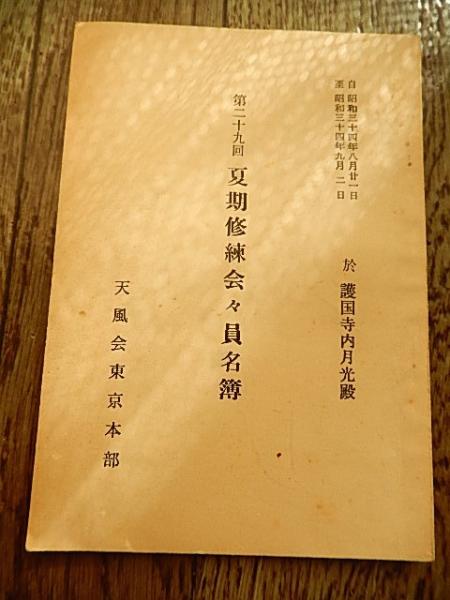 自 昭和三十四年八月廿一日
至 昭和三十四年九月二日
於 護国寺内月光殿
第二十九回 夏期修練会々員名簿
天風会東京本部